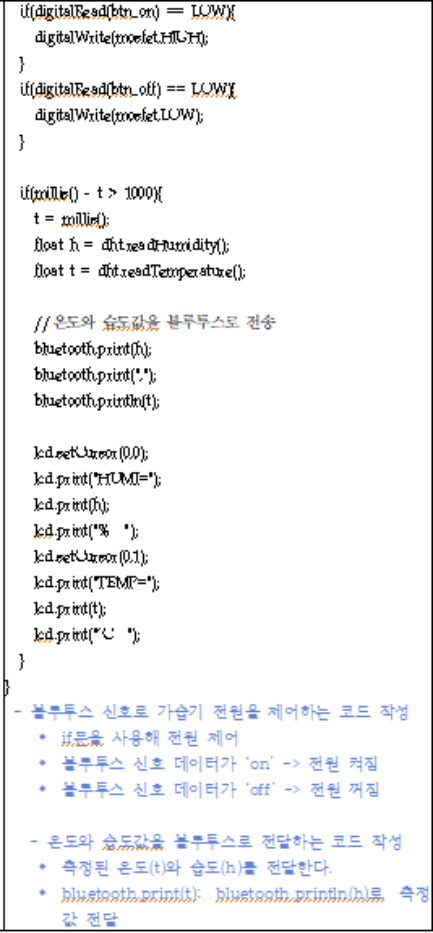 if(digitalRead(btn_on) == LOW){
digitalWrite(mosfet,HIGH);
}
if(digitalRead(btn_off) == LOW){
digitalWrite(mosfet,LOW);
}
if(millis() - t > 1000){
t = millis();
float h = dht.readHumidity();
float t = dht.readTemperature();
// 온도와 습도값을 블루투스로 전송
bluetooth.print(h);
bluetooth.print(",");
bluetooth.println(t);
lcd.setCursor(0,0);
lcd.print("HUMI=");
lcd.print(h);
lcd.print("% ");
lcd.setCursor(0,1);
lcd.print("TEMP=");
lcd.print(t);
lcd.print("'C ");
}
}
- 블루투스 신호로 가습기 전원을 제어하는 코드 작성
• if문을 사용해 전원 제어
• 블루투스 신호 데이터가 'on' -> 전원 켜짐
• 블루투스 신호 데이터가 'off' -> 전원 꺼짐
- 온도와 습도값을 블루투스로 전달하는 코드 작성
• 측정된 온도(t)와 습도(h)를 전달한다.
• bluetooth.print(t); bluetooth.println(h)로 측정
값 전달